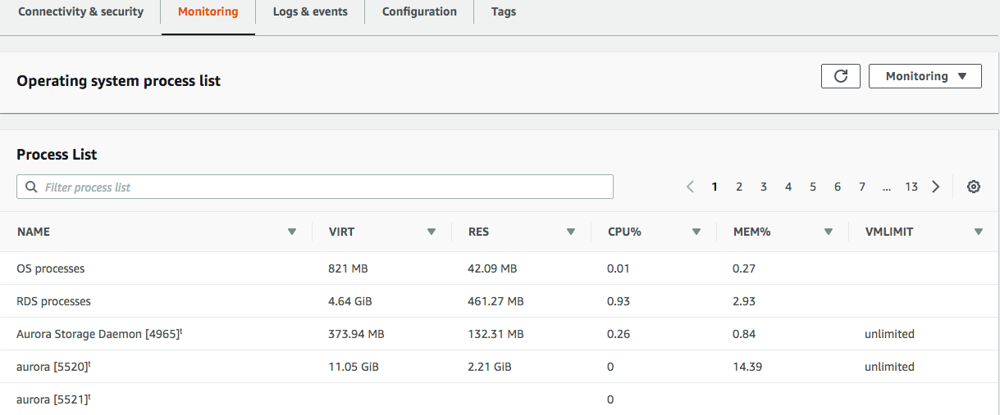 Connectivity & security Monitoring Logs & events Configuration Tags
Operating system process list Monitoring
Process List
Filter process list 1 2 3 4 5 6 7 ... 13
NAME VIRT RES CPU% MEM% VMLIMIT
OS processes 821 MB 42.09 MB 0.01 0.27
RDS processes 4.64 GiB 461.27 MB 0.93 2.93
Aurora Storage Daemon [4965]t 373.94 MB 132.31 MB 0.26 0.84 unlimited
aurora [5520]t 11.05 GiB 2.21 GiB 0 14.39 unlimited
aurora [5521]t 0